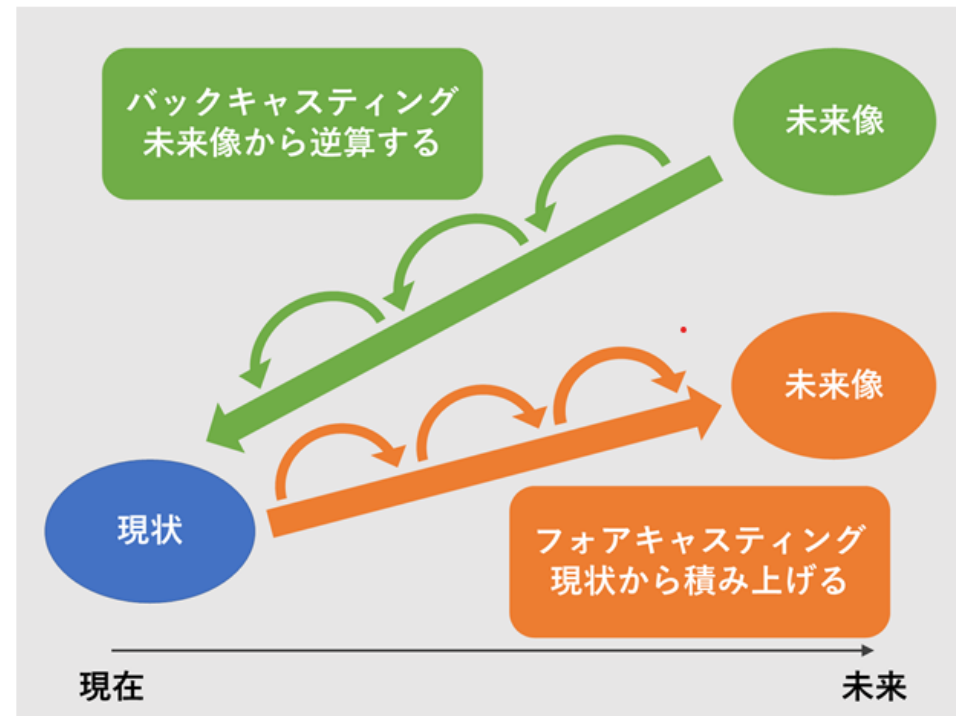 バックキャスティング
未来像から逆算する
未来像
未来像
現状
フォアキャスティング
現状から積み上げる
現在
未来